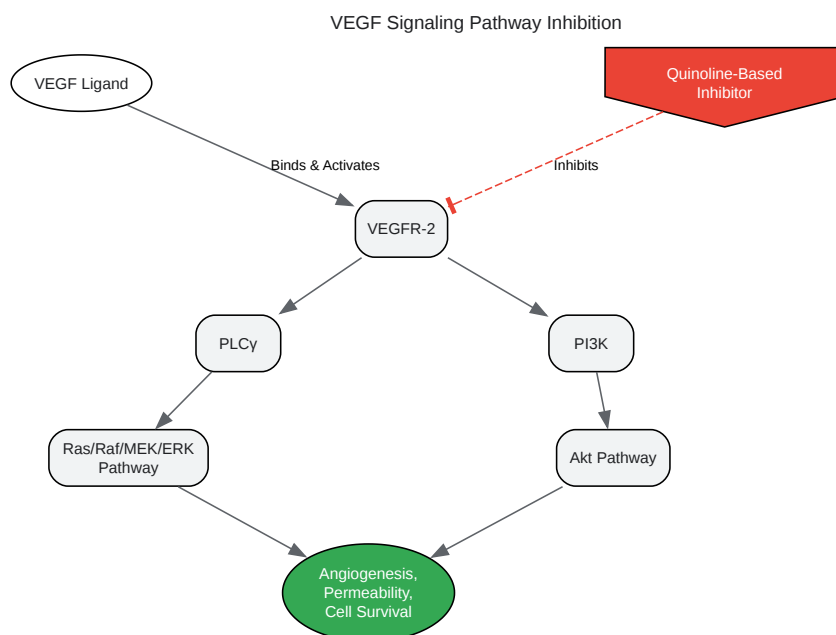 VEGF Signaling Pathway Inhibition
VEGF Ligand
Quinoline-Based
Inhibitor
Binds & Activates
Inhibits
VEGFR-2
PLCγ
PI3K
Ras/Raf/MEK/ERK
Pathway
Akt Pathway
Angiogenesis,
Permeability,
Cell Survival